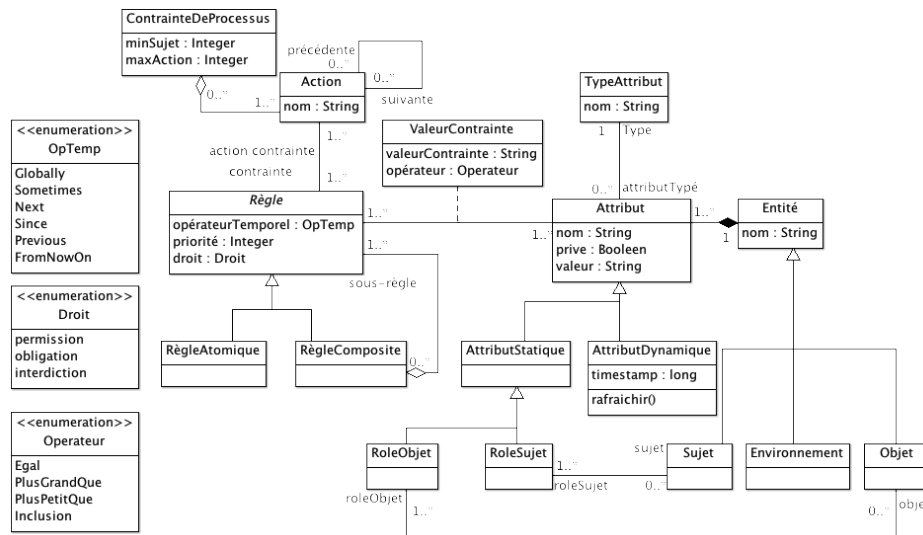 ContrainteDeProcessus
minSujet : Integer
maxAction : Integer
précédente
0..*
0..*
suivante
0..*
1..*
Action
nom : String
TypeAttribut
nom : String
1
Type
<<enumeration>>
OpTemp
Globally
Sometimes
Next
Since
Previous
FromNowOn
1..*
action contrainte
contrainte
1..*
ValeurContrainte
valeurContrainte : String
opérateur : Operateur
0..*
attributTypé
Règle
opérateurTemporel : OpTemp
priorité : Integer
droit : Droit
1..*
1..*
1..*
Attribut
nom : String
prive : Booleen
valeur : String
1..*
1
Entité
nom : String
sous-règle
0..*
<<enumeration>>
Droit
permission
obligation
interdiction
RègleAtomique
RègleComposite
AttributStatique
AttributDynamique
timestamp : long
rafraichir()
<<enumeration>>
Operateur
Egal
PlusGrandQue
PlusPetitQue
Inclusion
RoleObjet
RoleSujet
sujet
Sujet
Environnement
Objet
1..*
roleSujet
0..*
roleObjet
1..*
0..*
obje